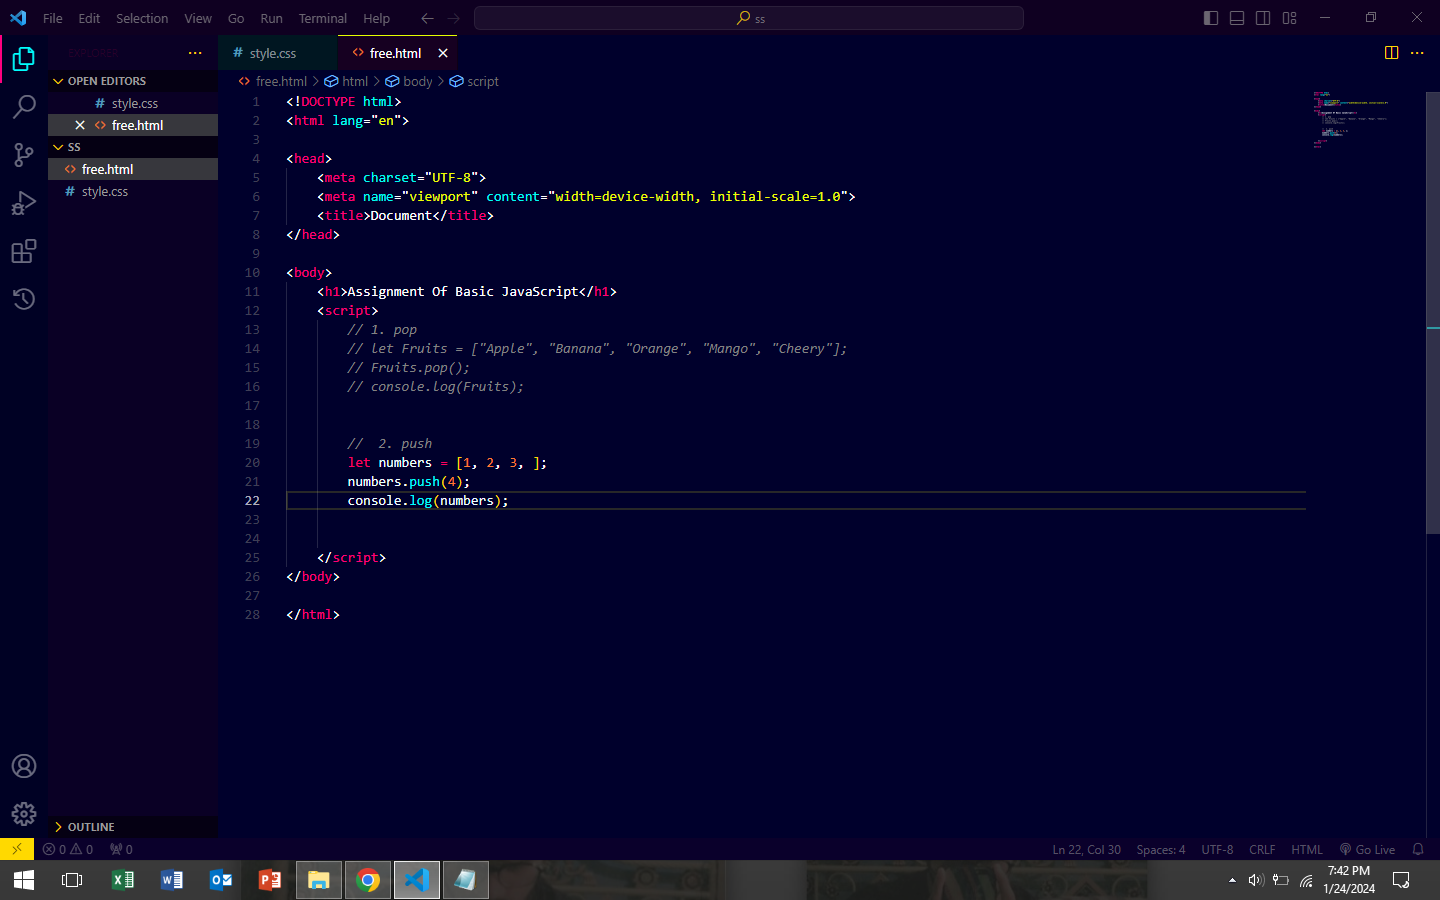 File Edit Selection View Go Run Terminal Help
ss
EXPLORER
# style.css
<> free.html
OPEN EDITORS
# style.css
<> free.html
SS
<> free.html
# style.css
<> free.html > html > body > script
1 <!DOCTYPE html>
2 <html lang="en">
3
4 <head>
5     <meta charset="UTF-8">
6     <meta name="viewport" content="width=device-width, initial-scale=1.0">
7     <title>Document</title>
8 </head>
9
10 <body>
11     <h1>Assignment Of Basic JavaScript</h1>
12     <script>
13         // 1. pop
14         // let Fruits = ["Apple", "Banana", "Orange", "Mango", "Cheery"];
15         // Fruits.pop();
16         // console.log(Fruits);
17
18
19         //  2. push
20         let numbers = [1, 2, 3, ];
21         numbers.push(4);
22         console.log(numbers);
23
24
25     </script>
26 </body>
27
28 </html>
OUTLINE
0 0 0
Ln 22, Col 30 Spaces: 4 UTF-8 CRLF HTML Go Live
7:42 PM
1/24/2024